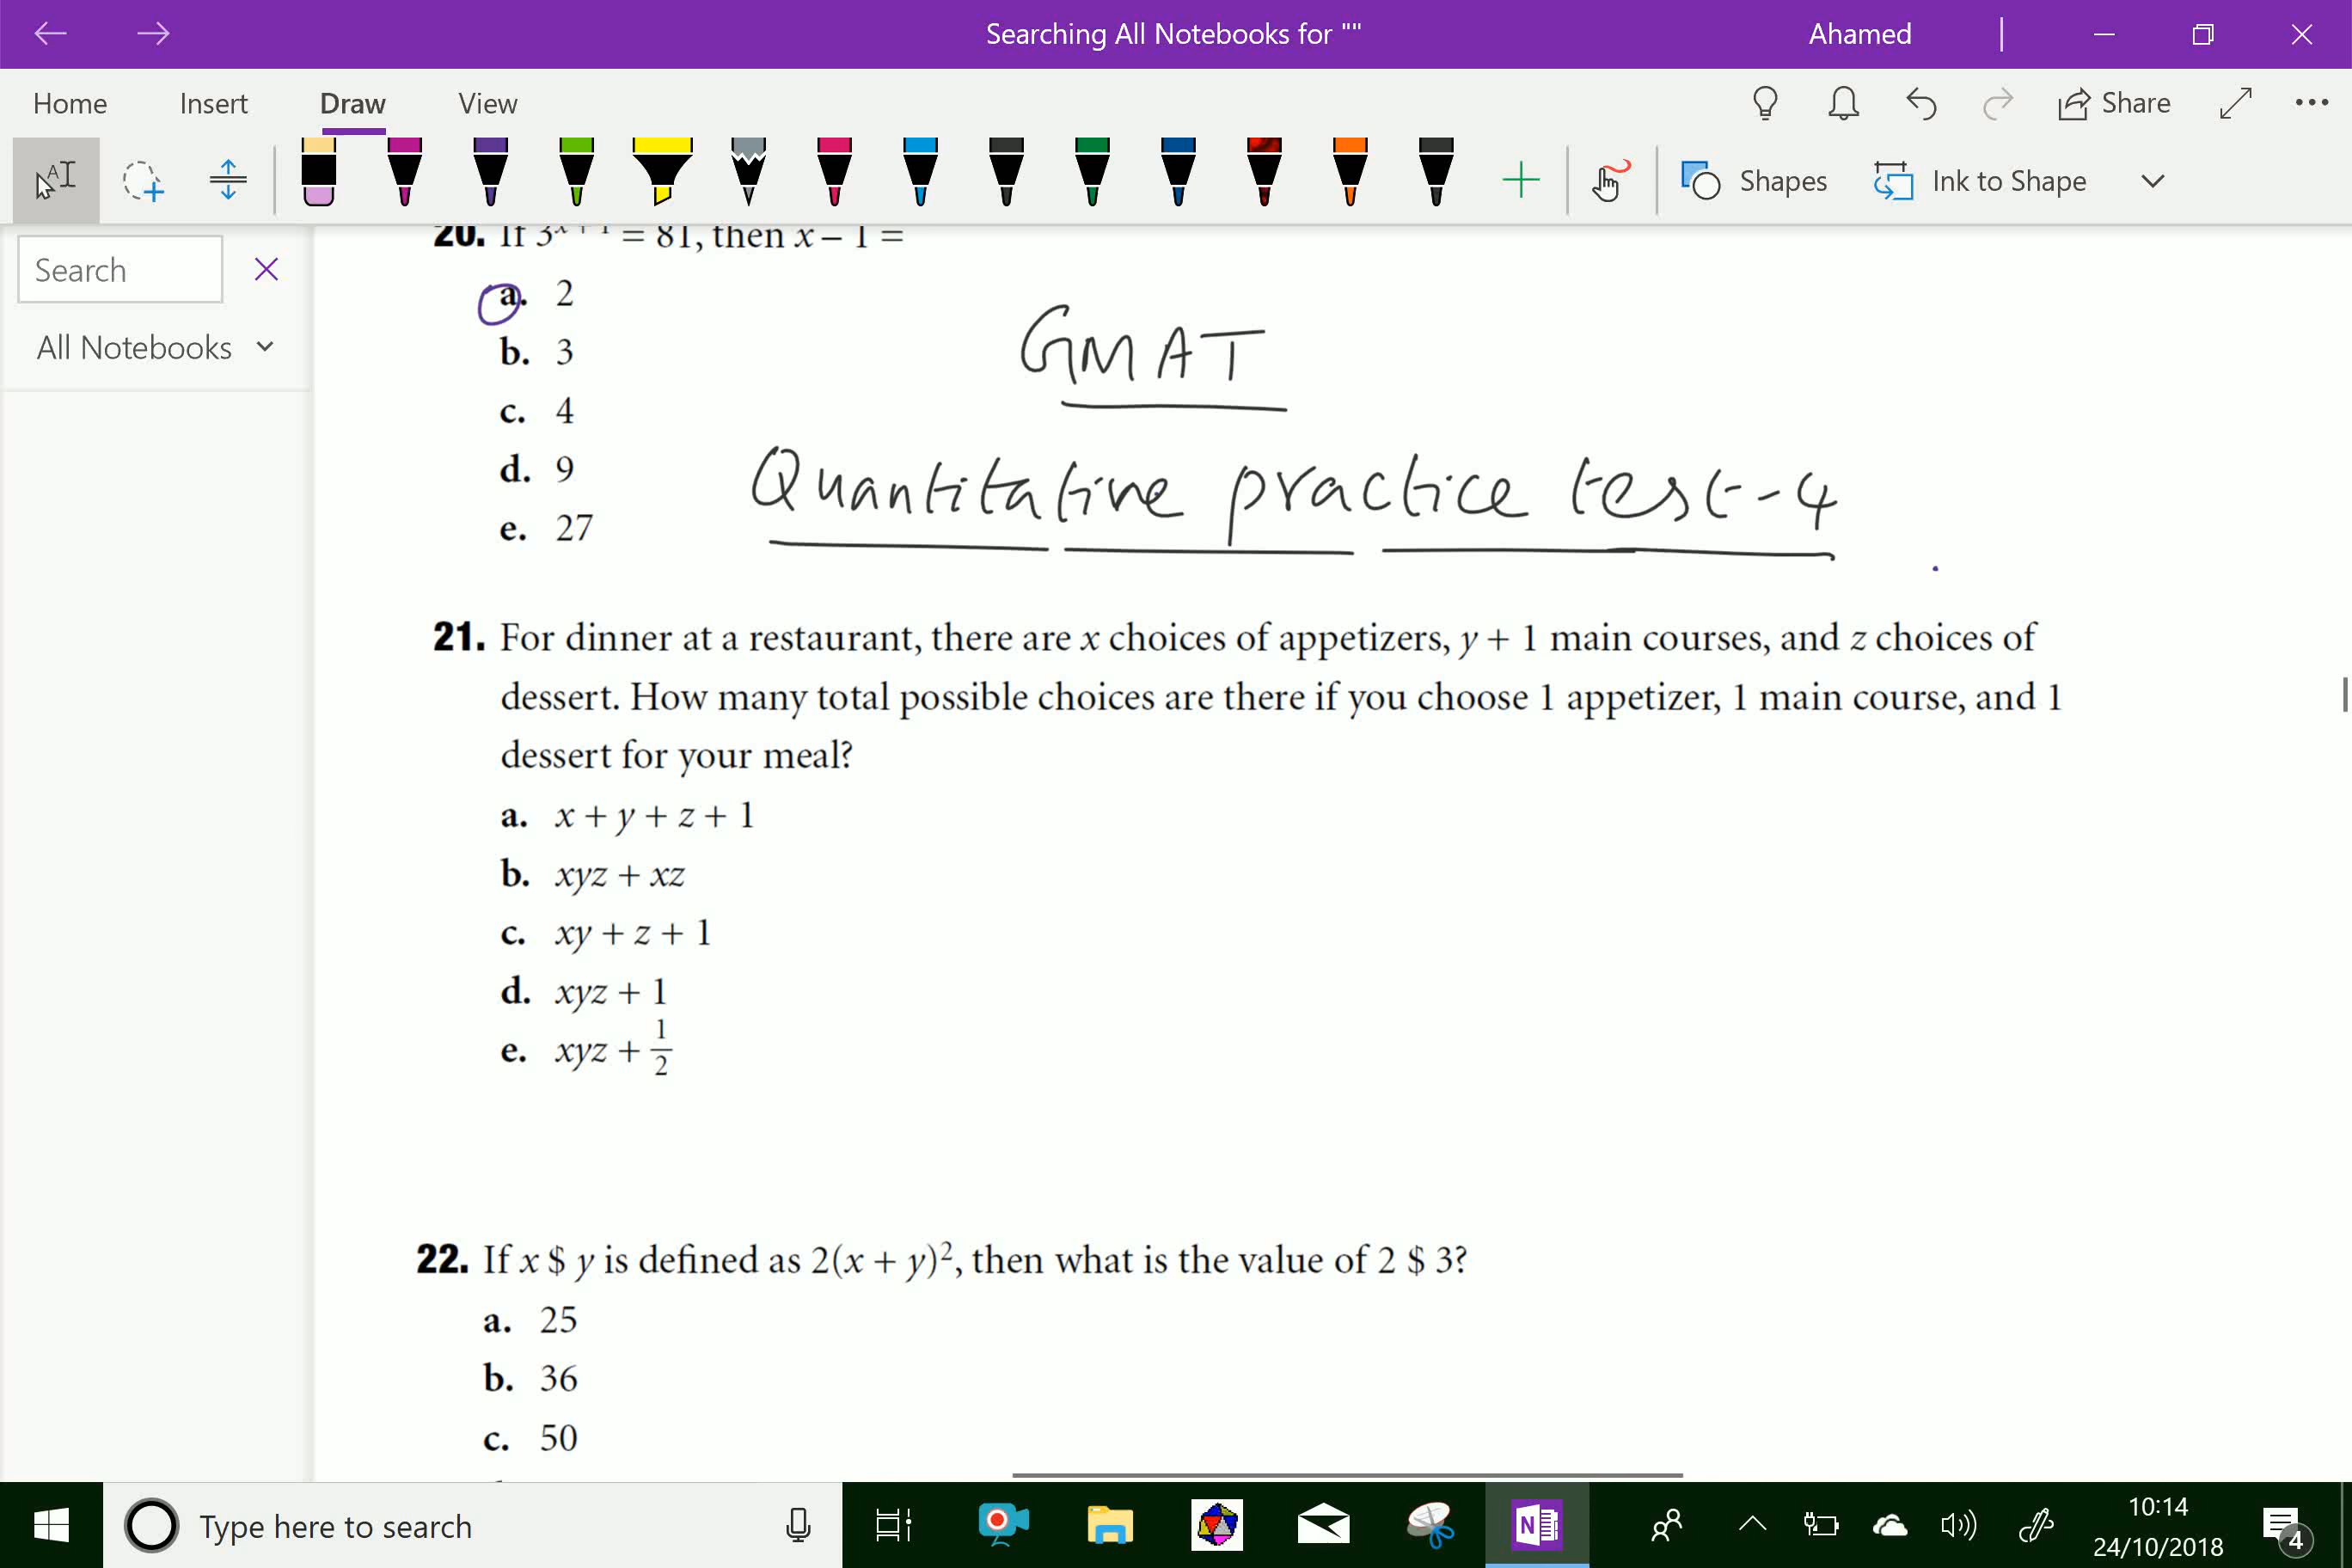 Searching All Notebooks for ""
Ahamed
Home Insert Draw View
Share
Shapes
Ink to Shape
Search
All Notebooks
20. If 3^{x + 1} = 81, then x – 1 =
a. 2
b. 3
c. 4
d. 9
e. 27
GMAT
Quantitative practice test-4
21. For dinner at a restaurant, there are x choices of appetizers, y + 1 main courses, and z choices of
dessert. How many total possible choices are there if you choose 1 appetizer, 1 main course, and 1
dessert for your meal?
a. x + y + z + 1
b. xyz + xz
c. xy + z + 1
d. xyz + 1
e. xyz + 1/2
22. If x $ y is defined as 2(x + y)², then what is the value of 2 $ 3?
a. 25
b. 36
c. 50
Type here to search
N
10:14
24/10/2018
4